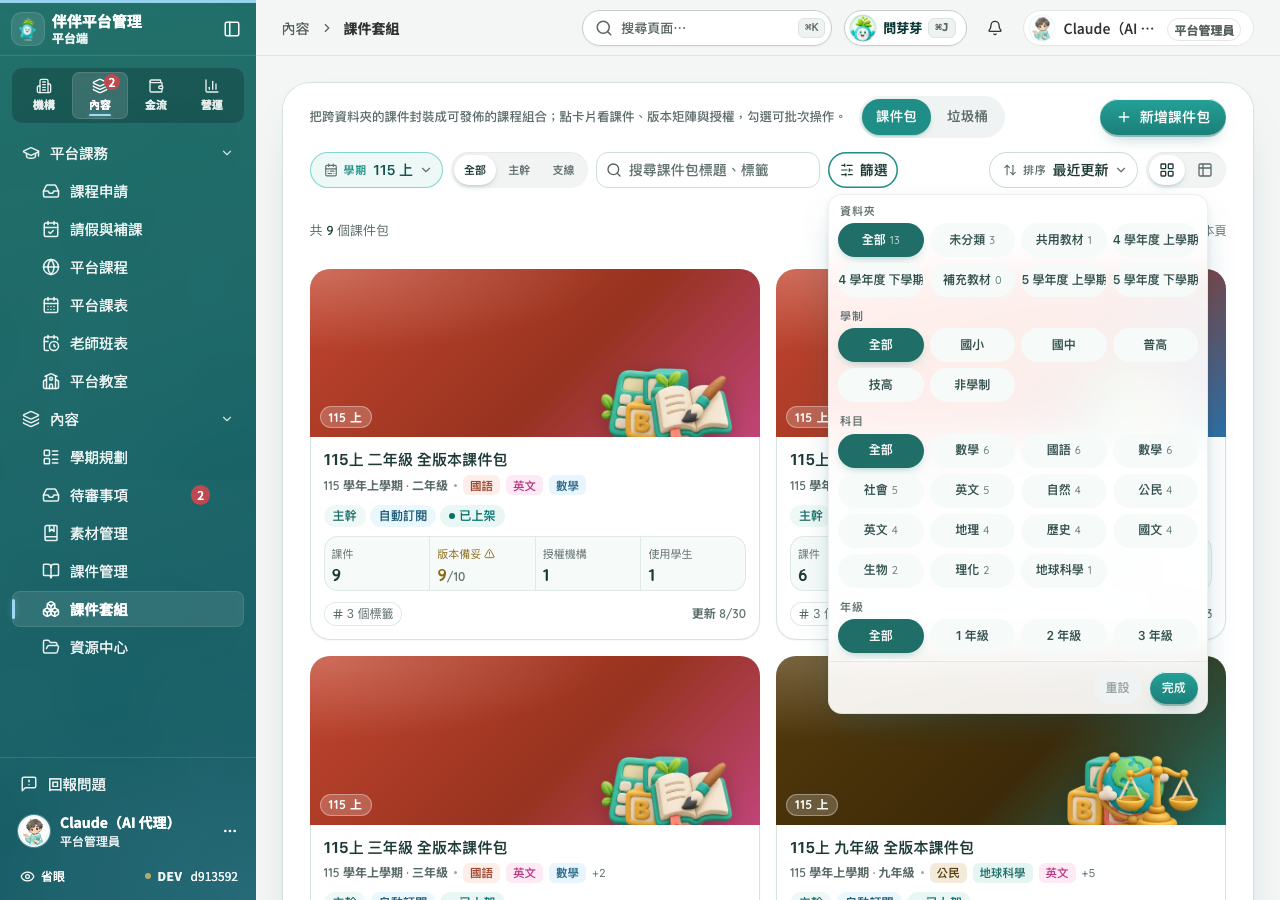 伴伴平台管理
平台端
機構
內容
2
金流
營運
平台課務
課程申請
請假與補課
平台課程
平台課表
老師班表
平台教室
內容
學期規劃
待審事項
2
素材管理
課件管理
課件套組
資源中心
回報問題
Claude（AI 代理）
平台管理員
省眼
DEV d913592
內容
課件套組
搜尋頁面⋯
⌘K
問芽芽
⌘J
Claude（AI ⋯
平台管理員
把跨資料夾的課件封裝成可發佈的課程組合；點卡片看課件、版本矩陣與授權，勾選可批次操作。
課件包
垃圾桶
新增課件包
學期 115 上
全部
主幹
支線
搜尋課件包標題、標籤
篩選
排序 最近更新
共 9 個課件包
本頁
資料夾
全部 13
未分類 3
共用教材 1
4 學年度 上學期
4 學年度 下學期
補充教材 0
5 學年度 上學期
5 學年度 下學期
學制
全部
國小
國中
普高
技高
非學制
科目
全部
數學 6
國語 6
數學 6
社會 5
英文 5
自然 4
公民 4
英文 4
地理 4
歷史 4
國文 4
生物 2
理化 2
地球科學 1
年級
全部
1 年級
2 年級
3 年級
重設
完成
115 上
115上 二年級 全版本課件包
115 學年上學期 · 二年級 • 國語 英文 數學
主幹 自動訂閱 • 已上架
課件
9
版本備妥
9/10
授權機構
1
使用學生
1
# 3 個標籤
更新 8/30
115 上
115上
115 學年
主幹
課件
6
# 3 個
3
115 上
115上 三年級 全版本課件包
115 學年上學期 · 三年級 • 國語 英文 數學 +2
主幹 自動訂閱 • 已上架
115 上
115上 九年級 全版本課件包
115 學年上學期 · 九年級 • 公民 地球科學 英文 +5
主幹 自動訂閱 • 已上架